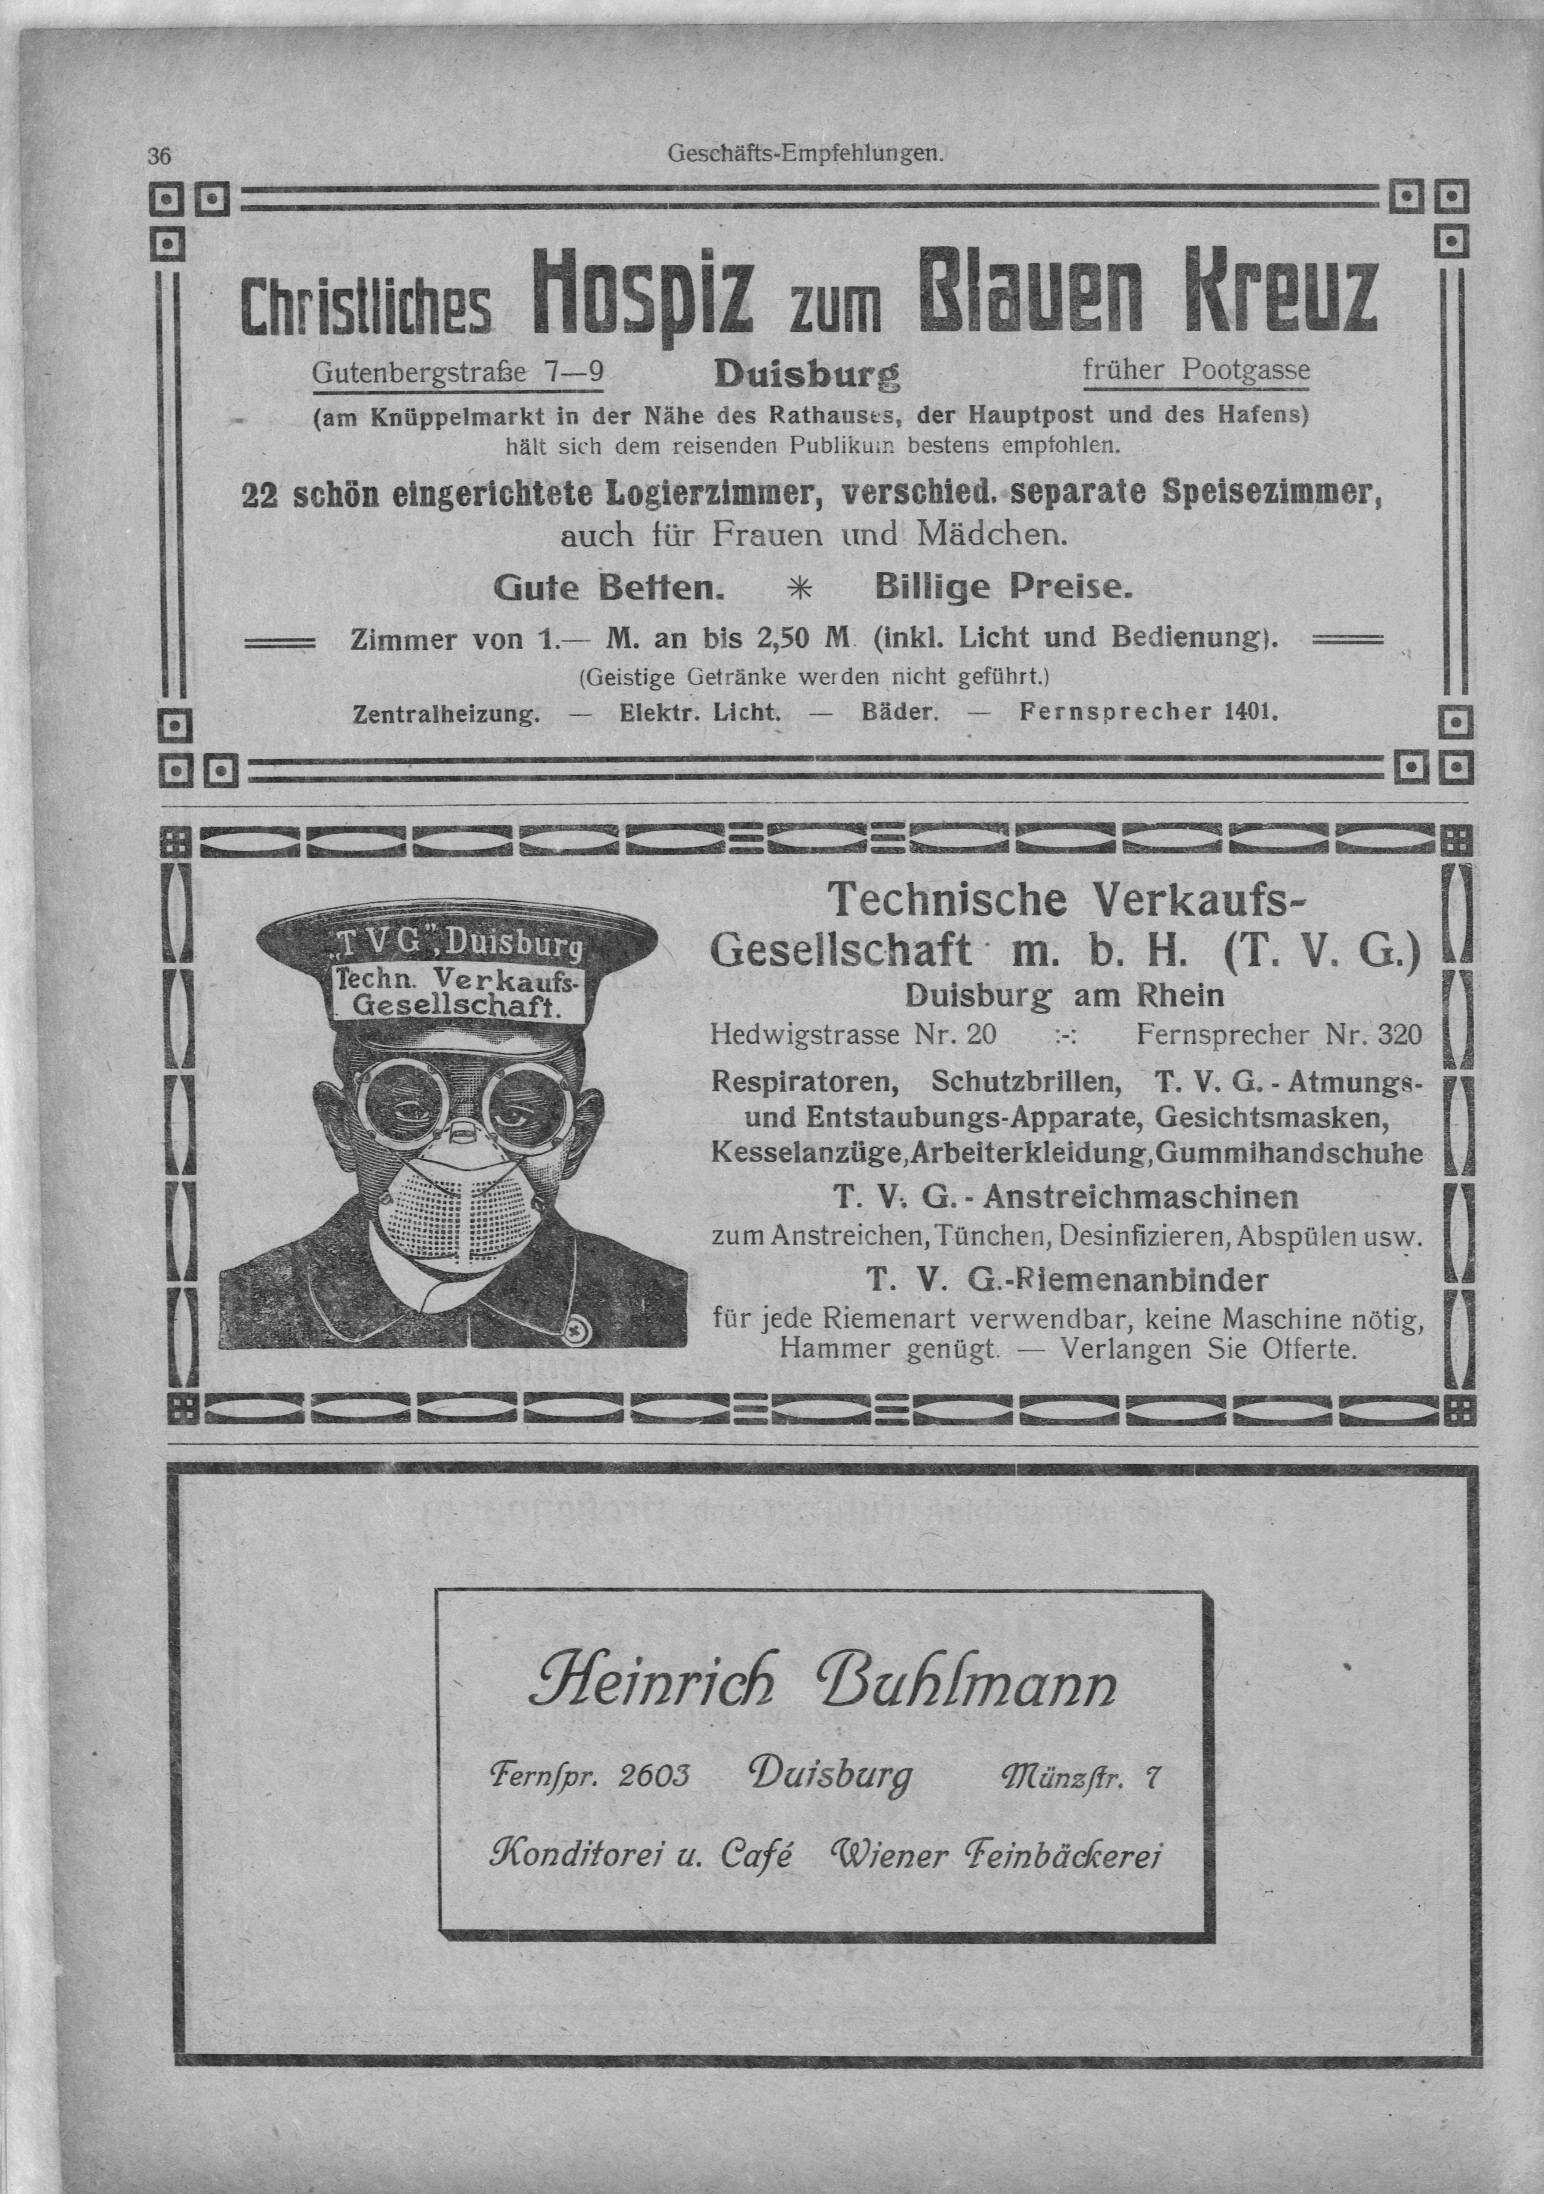 36
Geschäfts-Empfehlungen.
Christliches Hospiz zum Blauen Kreuz
Gutenbergstraße 7—9 Duisburg früher Pootgasse
(am Knüppelmarkt in der Nähe des Rathauses, der Hauptpost und des Hafens)
hält sich dem reisenden Publikum bestens empfohlen.
22 schön eingerichtete Logierzimmer, verschied. separate Speisezimmer,
auch für Frauen und Mädchen.
Gute Betten. * Billige Preise.
Zimmer von 1.— M. an bis 2,50 M. (inkl. Licht und Bedienung).
(Geistige Getränke werden nicht geführt.)
Zentralheizung. — Elektr. Licht. — Bäder. — Fernsprecher 1401.
„T V G“, Duisburg
Techn. Verkaufs-
Gesellschaft.
Technische Verkaufs-
Gesellschaft m. b. H. (T. V. G.)
Duisburg am Rhein
Hedwigstrasse Nr. 20 :-: Fernsprecher Nr. 320
Respiratoren, Schutzbrillen, T. V. G. - Atmungs-
und Entstaubungs-Apparate, Gesichtsmasken,
Kesselanzüge, Arbeiterkleidung, Gummihandschuhe
T. V. G. - Anstreichmaschinen
zum Anstreichen, Tünchen, Desinfizieren, Abspülen usw.
T. V. G.-Riemenanbinder
für jede Riemenart verwendbar, keine Maschine nötig,
Hammer genügt. — Verlangen Sie Offerte.
Heinrich Buhlmann
Fernspr. 2603 Duisburg Münzstr. 7
Konditorei u. Café Wiener Feinbäckerei